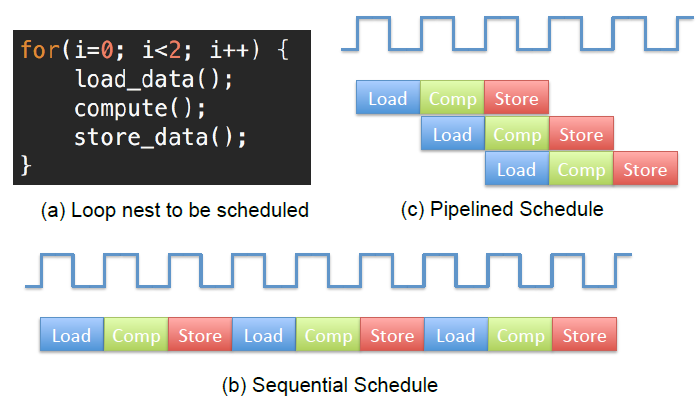 for(i=0; i<2; i++) {
load_data();
compute();
store_data();
}
(a) Loop nest to be scheduled
Load Comp Store
Load Comp Store
Load Comp Store
(c) Pipelined Schedule
Load Comp Store Load Comp Store Load Comp Store
(b) Sequential Schedule